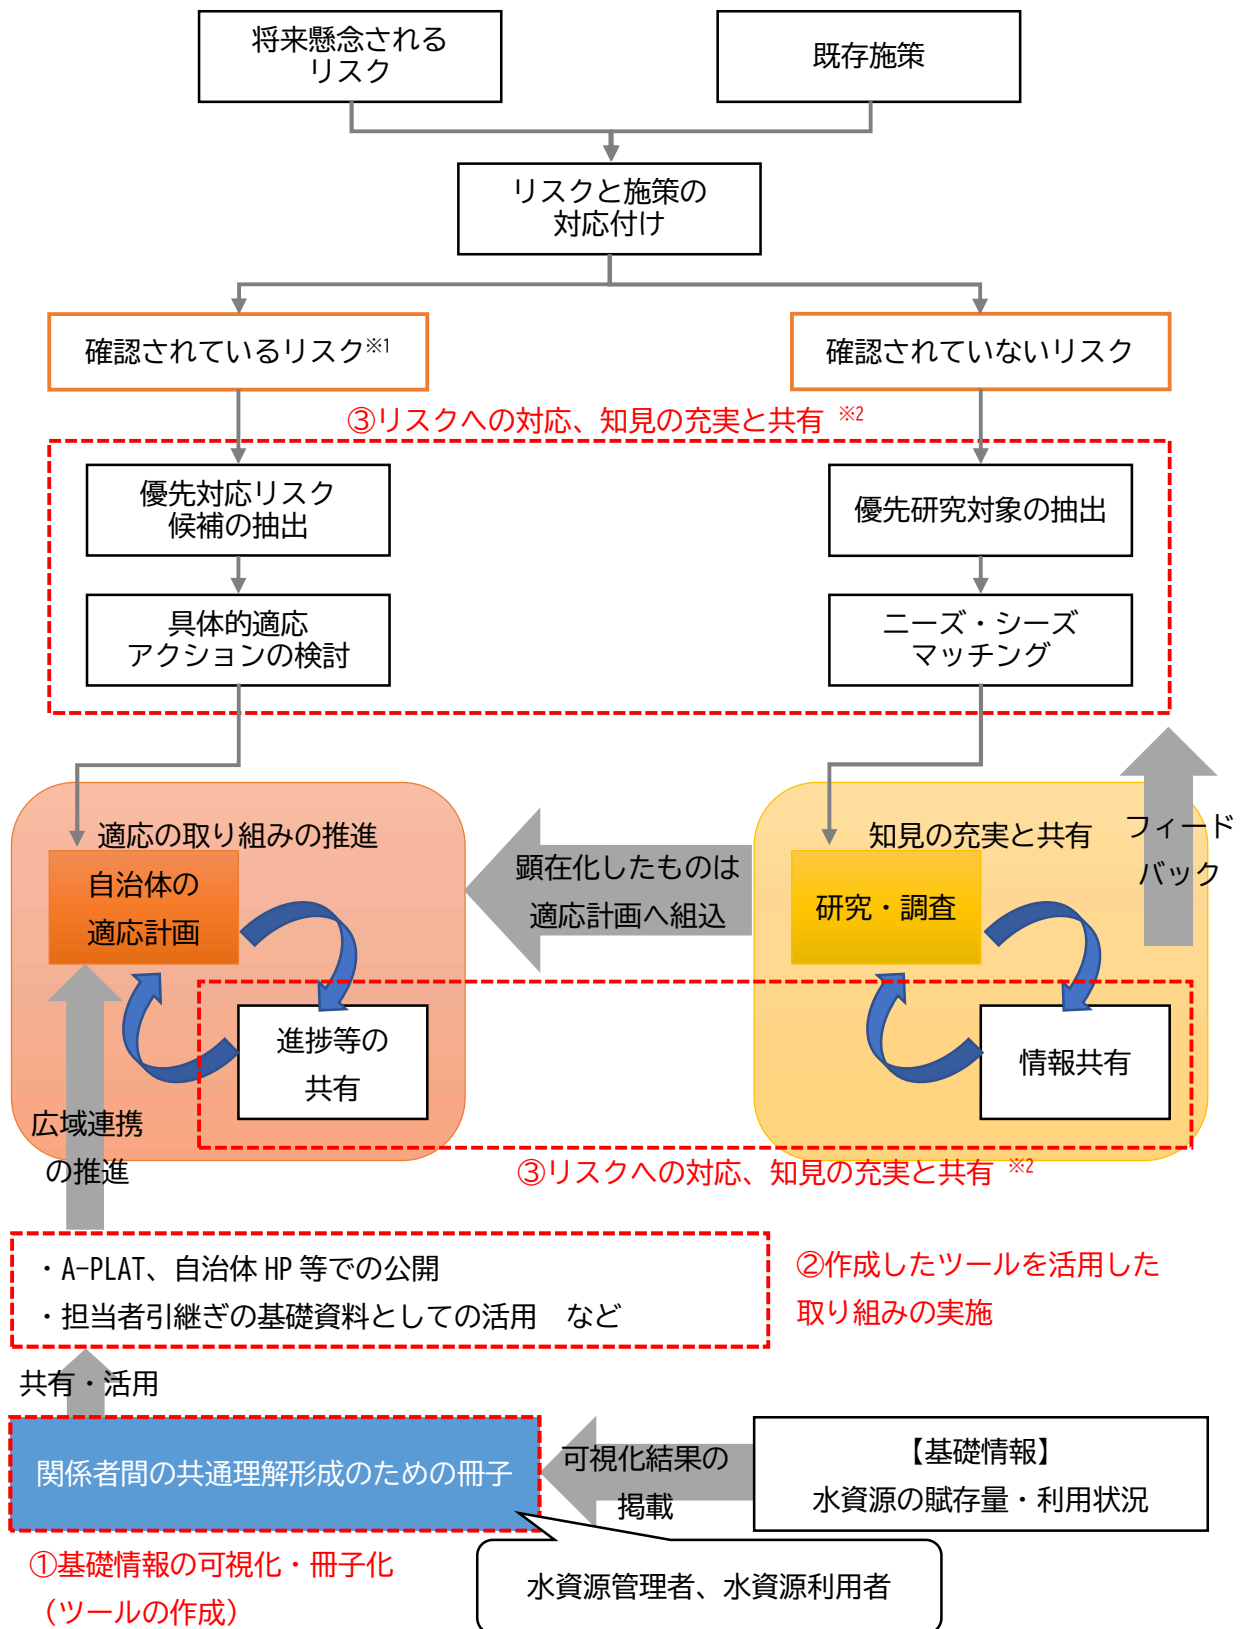 将来懸念される
リスク
既存施策
リスクと施策の
対応付け
確認されているリスク※1
確認されていないリスク
③リスクへの対応、知見の充実と共有 ※2
優先対応リスク
候補の抽出
優先研究対象の抽出
具体的適応
アクションの検討
ニーズ・シーズ
マッチング
適応の取り組みの推進
自治体の
適応計画
進捗等の
共有
顕在化したものは
適応計画へ組込
知見の充実と共有
研究・調査
情報共有
フィード
バック
広域連携
の推進
③リスクへの対応、知見の充実と共有 ※2
・A-PLAT、自治体 HP 等での公開
・担当者引継ぎの基礎資料としての活用　など
②作成したツールを活用した
取り組みの実施
共有・活用
関係者間の共通理解形成のための冊子
可視化結果の
掲載
【基礎情報】
水資源の賦存量・利用状況
①基礎情報の可視化・冊子化
（ツールの作成）
水資源管理者、水資源利用者